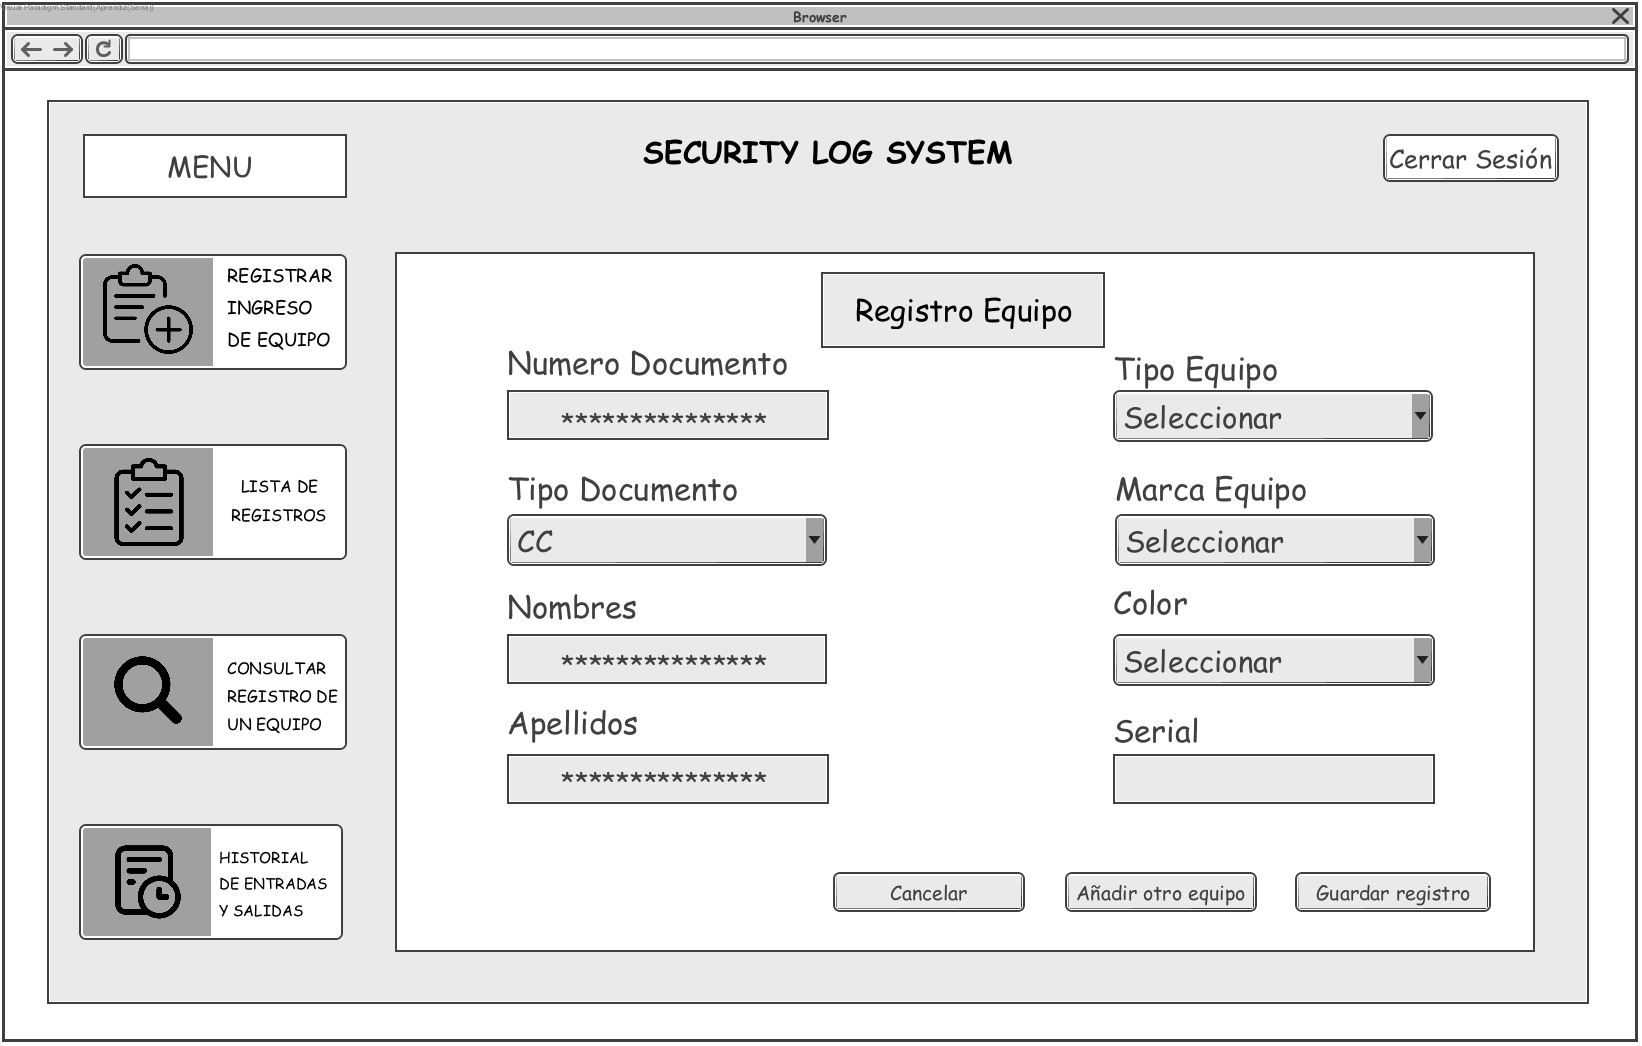 Visual Paradigm Standard(Aprendiz(Sena))
Browser
MENU
SECURITY LOG SYSTEM
Cerrar Sesión
REGISTRAR
INGRESO
DE EQUIPO
LISTA DE
REGISTROS
CONSULTAR
REGISTRO DE
UN EQUIPO
HISTORIAL
DE ENTRADAS
Y SALIDAS
Registro Equipo
Numero Documento
***************
Tipo Documento
CC
Nombres
***************
Apellidos
***************
Tipo Equipo
Seleccionar
Marca Equipo
Seleccionar
Color
Seleccionar
Serial
Cancelar
Añadir otro equipo
Guardar registro